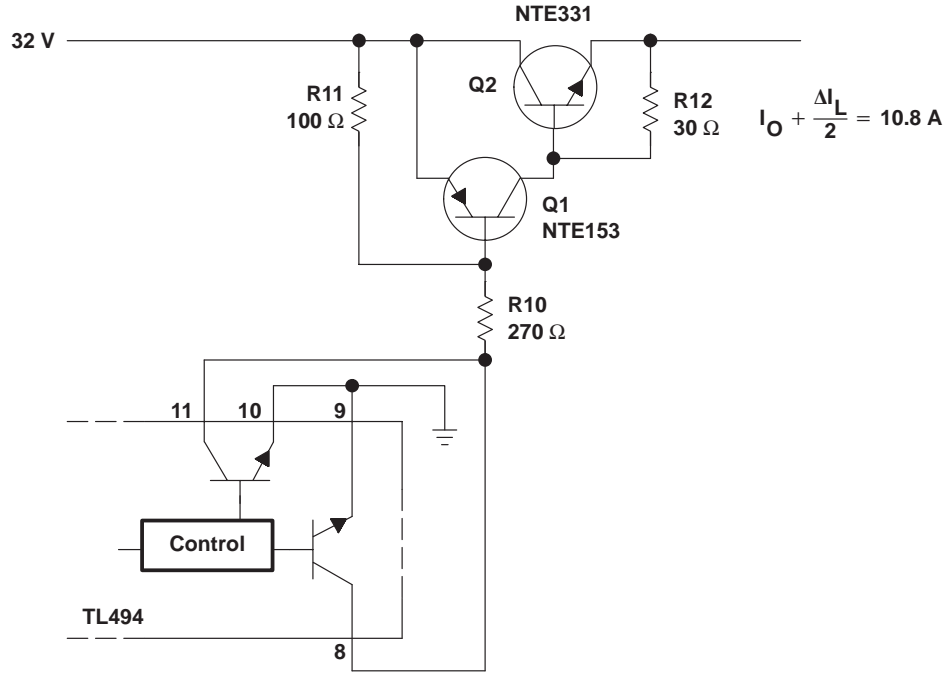 NTE331
32 V
Q2
R11
100 Ω
R12
30 Ω
I_O + ΔI_L/2 = 10.8 A
Q1
NTE153
R10
270 Ω
11
10
9
Control
TL494
8